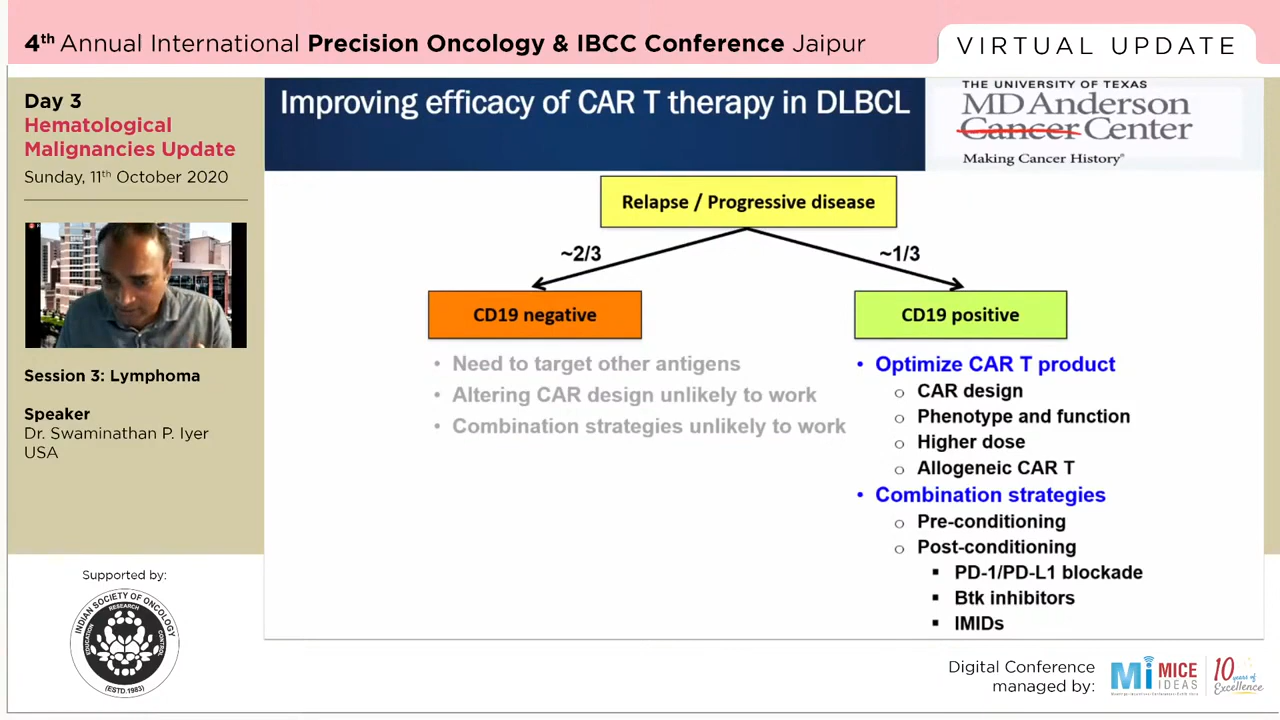 4th Annual International Precision Oncology & IBCC Conference Jaipur
VIRTUAL UPDATE
Day 3
Hematological
Malignancies Update
Sunday, 11th October 2020
Session 3: Lymphoma
Speaker
Dr. Swaminathan P. Iyer
USA
Supported by:
INDIAN SOCIETY OF ONCOLOGY
EDUCATION
RESEARCH
CONTROL
(ESTD.1983)
Improving efficacy of CAR T therapy in DLBCL
THE UNIVERSITY OF TEXAS
MD Anderson
Cancer Center
Making Cancer History®
Relapse / Progressive disease
~2/3
~1/3
CD19 negative
• Need to target other antigens
• Altering CAR design unlikely to work
• Combination strategies unlikely to work
CD19 positive
• Optimize CAR T product
o CAR design
o Phenotype and function
o Higher dose
o Allogeneic CAR T
• Combination strategies
o Pre-conditioning
o Post-conditioning
▪ PD-1/PD-L1 blockade
▪ Btk inhibitors
▪ IMIDs
Digital Conference
managed by:
Mi MICE
IDEAS
10 years of
Excellence